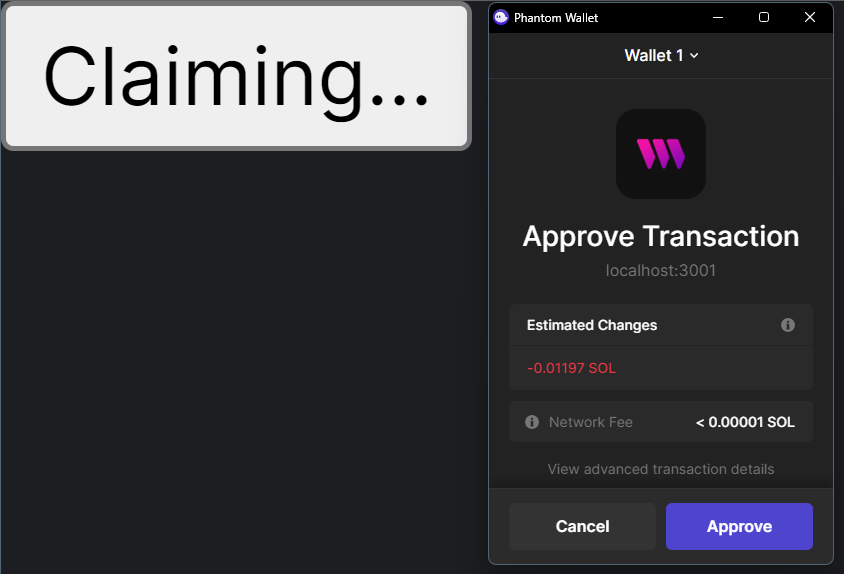 Claiming...
Phantom Wallet
Wallet 1
Approve Transaction
localhost:3001
Estimated Changes
-0.01197 SOL
Network Fee
< 0.00001 SOL
View advanced transaction details
Cancel
Approve